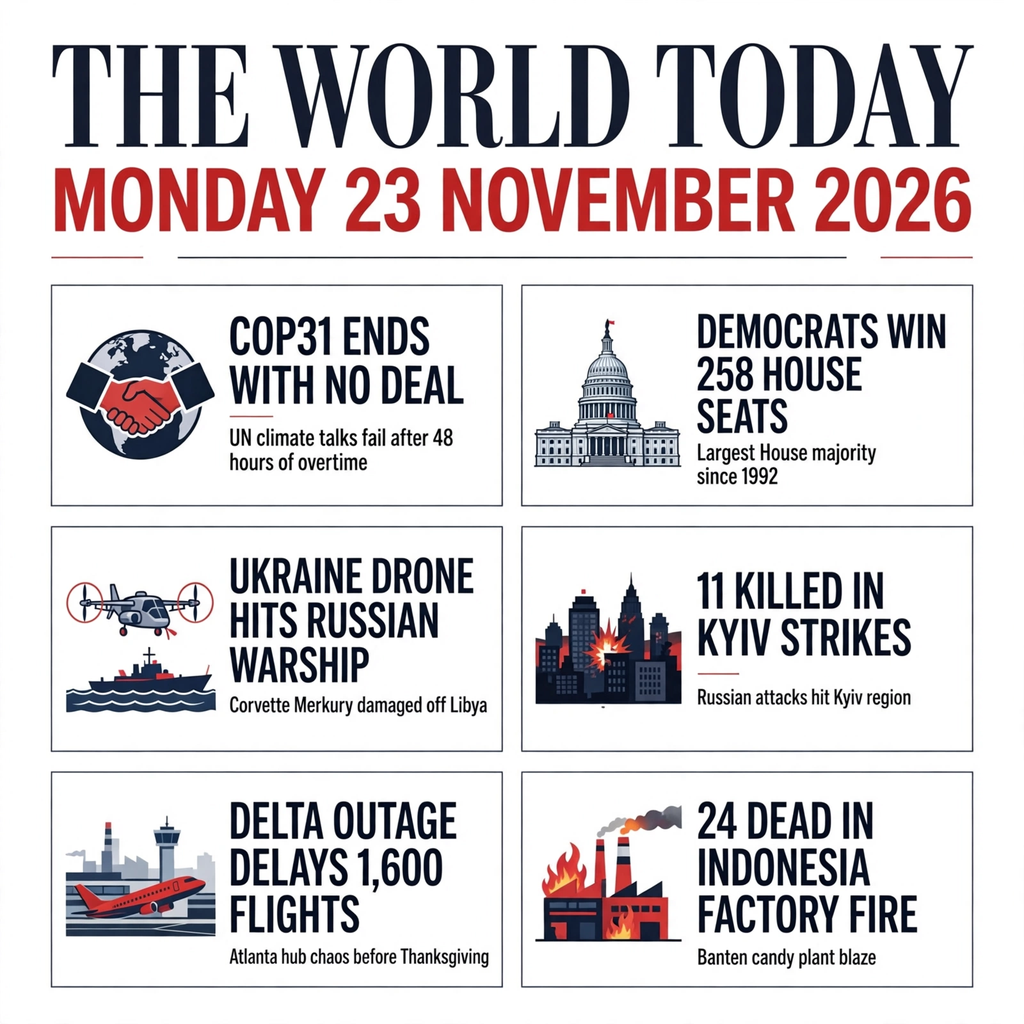 THE WORLD TODAY
MONDAY 23 NOVEMBER 2026
COP31 ENDS
WITH NO DEAL
UN climate talks fail after 48
hours of overtime
DEMOCRATS WIN
258 HOUSE
SEATS
Largest House majority
since 1992
UKRAINE DRONE
HITS RUSSIAN
WARSHIP
Corvette Merkury damaged off Libya
11 KILLED IN
KYIV STRIKES
Russian attacks hit Kyiv region
DELTA OUTAGE
DELAYS 1,600
FLIGHTS
Atlanta hub chaos before Thanksgiving
24 DEAD IN
INDONESIA
FACTORY FIRE
Banten candy plant blaze